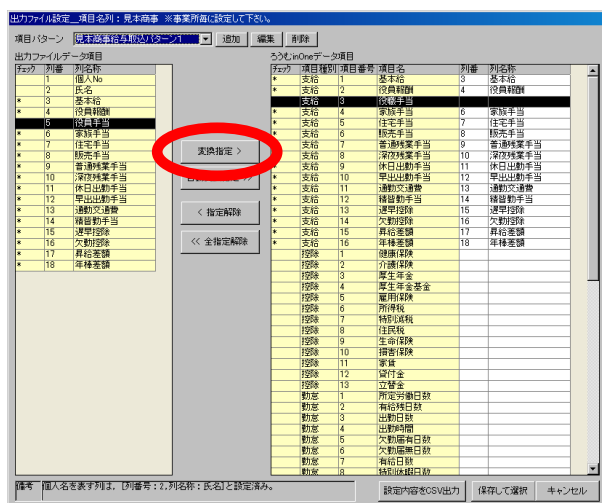 出力ファイル設定__項目名列 : 見本商事 ※事業所毎に設定して下さい。
項目パターン 見本商事給与取込パターン1 追加 編集 削除
出力ファイルデータ項目
ろうむinOneデータ項目
ﾁｪｯｸ 列番 列名称
1 個人No
2 氏名
* 3 基本給
* 4 役員報酬
5 役員手当
* 6 家族手当
* 7 住宅手当
* 8 販売手当
* 9 普通残業手当
* 10 深夜残業手当
* 11 休日出勤手当
* 12 早出出勤手当
* 13 通勤交通費
* 14 精皆勤手当
* 15 遅早控除
* 16 欠勤控除
* 17 昇給差額
* 18 年棒差額
変換指定 >
< 指定解除
<< 全指定解除
ﾁｪｯｸ 項目種別 項目番号 項目名 列番 列名称
* 支給 1 基本給 3 基本給
* 支給 2 役員報酬 4 役員報酬
支給 3 役職手当
* 支給 4 家族手当 6 家族手当
* 支給 5 住宅手当 7 住宅手当
* 支給 6 販売手当 8 販売手当
* 支給 7 普通残業手当 9 普通残業手当
* 支給 8 深夜残業手当 10 深夜残業手当
* 支給 9 休日出勤手当 11 休日出勤手当
* 支給 10 早出出勤手当 12 早出出勤手当
* 支給 11 通勤交通費 13 通勤交通費
* 支給 12 精皆勤手当 14 精皆勤手当
* 支給 13 遅早控除 15 遅早控除
* 支給 14 欠勤控除 16 欠勤控除
* 支給 15 昇給差額 17 昇給差額
* 支給 16 年棒差額 18 年棒差額
控除 1 健康保険
控除 2 介護保険
控除 3 厚生年金
控除 4 厚生年金基金
控除 5 雇用保険
控除 6 所得税
控除 7 特別減税
控除 8 住民税
控除 9 生命保険
控除 10 損害保険
控除 11 家賃
控除 12 貸付金
控除 13 立替金
勤怠 1 所定労働日数
勤怠 2 有給残日数
勤怠 3 出勤日数
勤怠 4 出勤時間
勤怠 5 欠勤届有日数
勤怠 6 欠勤届無日数
勤怠 7 有給日数
勤怠 8 特別休暇日数
備考 個人名を表す列は、[列番号：2，列名称：氏名]と設定済み。
設定内容をCSV出力 保存して選択 キャンセル